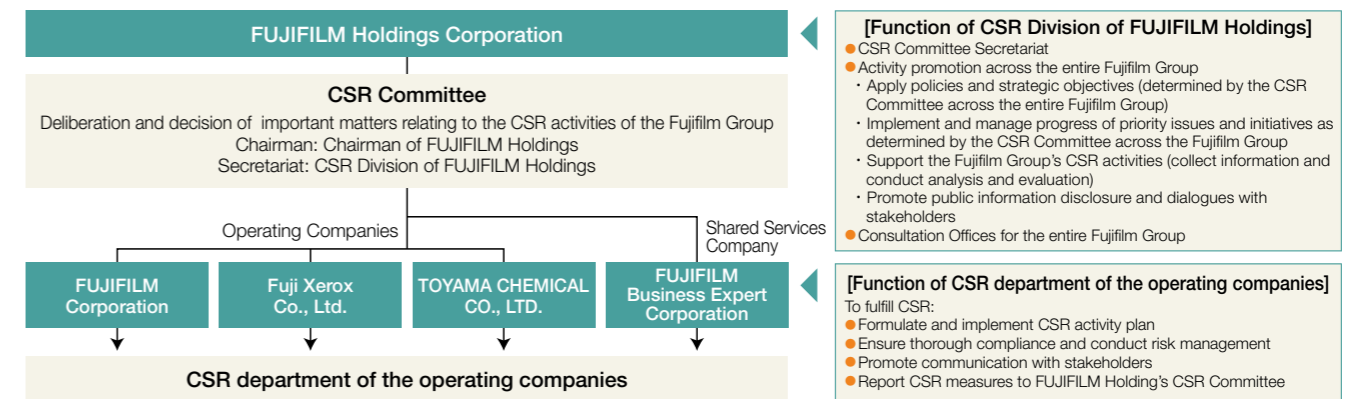 FUJIFILM Holdings Corporation
CSR Committee
Deliberation and decision of important matters relating to the CSR activities of the Fujifilm Group
Chairman: Chairman of FUJIFILM Holdings
Secretariat: CSR Division of FUJIFILM Holdings
Operating Companies
Shared Services
Company
FUJIFILM
Corporation
Fuji Xerox
Co., Ltd.
TOYAMA CHEMICAL
CO., LTD.
FUJIFILM
Business Expert
Corporation
CSR department of the operating companies
[Function of CSR Division of FUJIFILM Holdings]
●CSR Committee Secretariat
●Activity promotion across the entire Fujifilm Group
・Apply policies and strategic objectives (determined by the CSR
Committee across the entire Fujifilm Group)
・Implement and manage progress of priority issues and initiatives as
determined by the CSR Committee across the Fujifilm Group
・Support the Fujifilm Group's CSR activities (collect information and
conduct analysis and evaluation)
・Promote public information disclosure and dialogues with
stakeholders
●Consultation Offices for the entire Fujifilm Group
[Function of CSR department of the operating companies]
To fulfill CSR:
●Formulate and implement CSR activity plan
●Ensure thorough compliance and conduct risk management
●Promote communication with stakeholders
●Report CSR measures to FUJIFILM Holding's CSR Committee